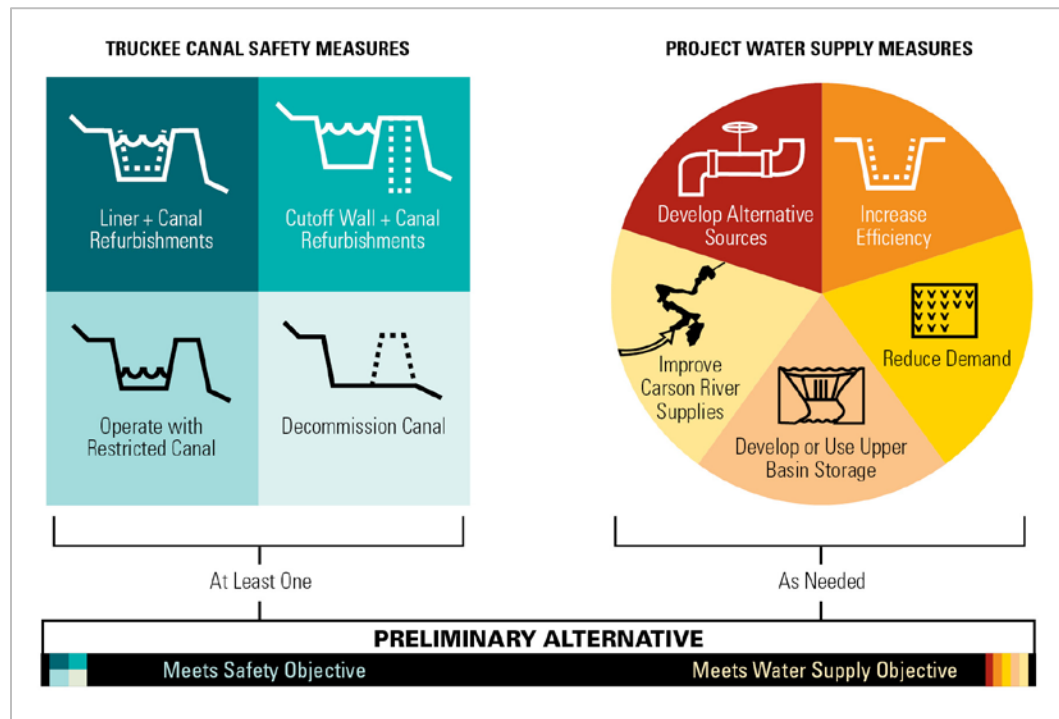 TRUCKEE CANAL SAFETY MEASURES
Liner + Canal
Refurbishments
Cutoff Wall + Canal
Refurbishments
Operate with
Restricted Canal
Decommission Canal
At Least One
PROJECT WATER SUPPLY MEASURES
Develop Alternative
Sources
Increase
Efficiency
Reduce Demand
Develop or Use Upper
Basin Storage
Improve
Carson River
Supplies
As Needed
PRELIMINARY ALTERNATIVE
Meets Safety Objective
Meets Water Supply Objective